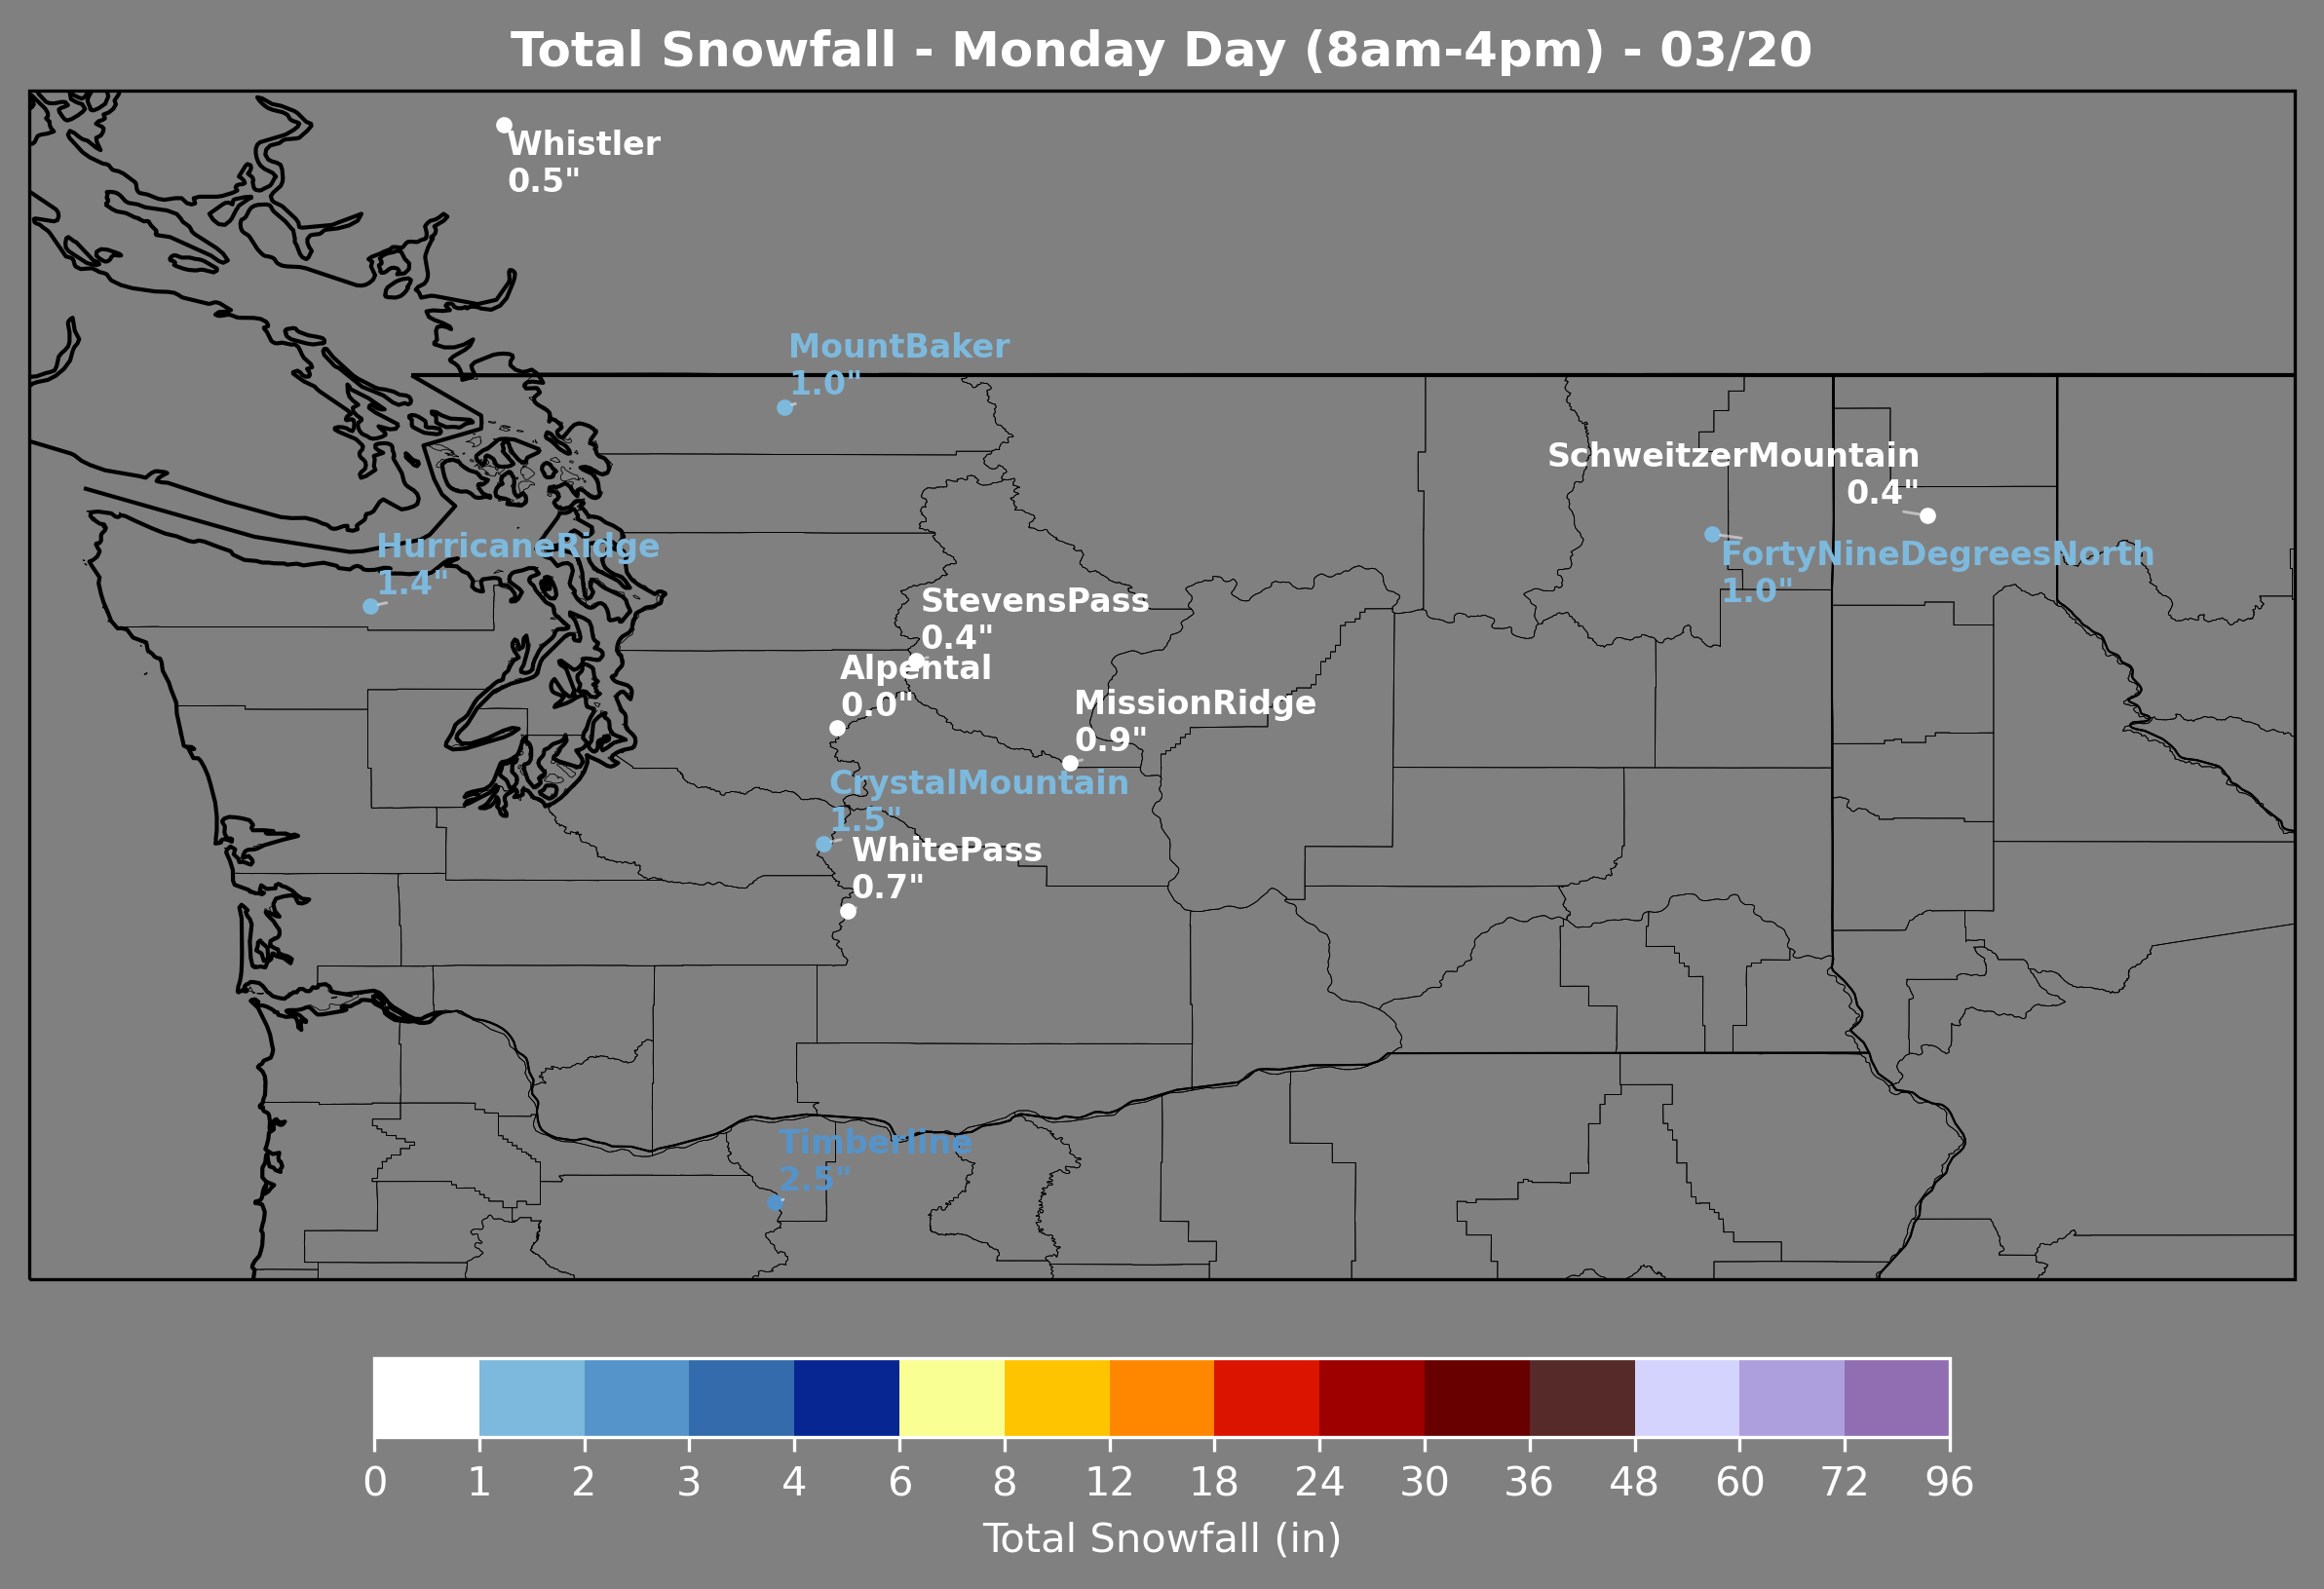 Total Snowfall - Monday Day (8am-4pm) - 03/20
Whistler
0.5"
MountBaker
1.0"
SchweitzerMountain
0.4"
HurricaneRidge
1.4"
FortyNineDegreesNorth
1.0"
StevensPass
0.4"
Alpental
0.0"
MissionRidge
0.9"
CrystalMountain
1.5"
WhitePass
0.7"
Timberline
2.5"
0 1 2 3 4 6 8 12 18 24 30 36 48 60 72 96
Total Snowfall (in)